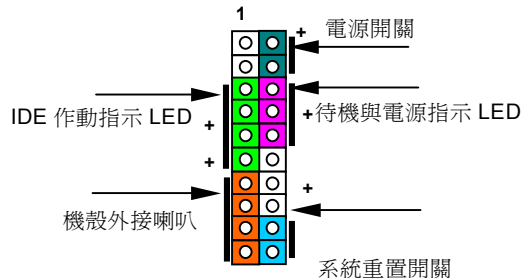 1
+ 電源開關
IDE 作動指示 LED
+
+待機與電源指示 LED
+
+
機殼外接喇叭
系統重置開關